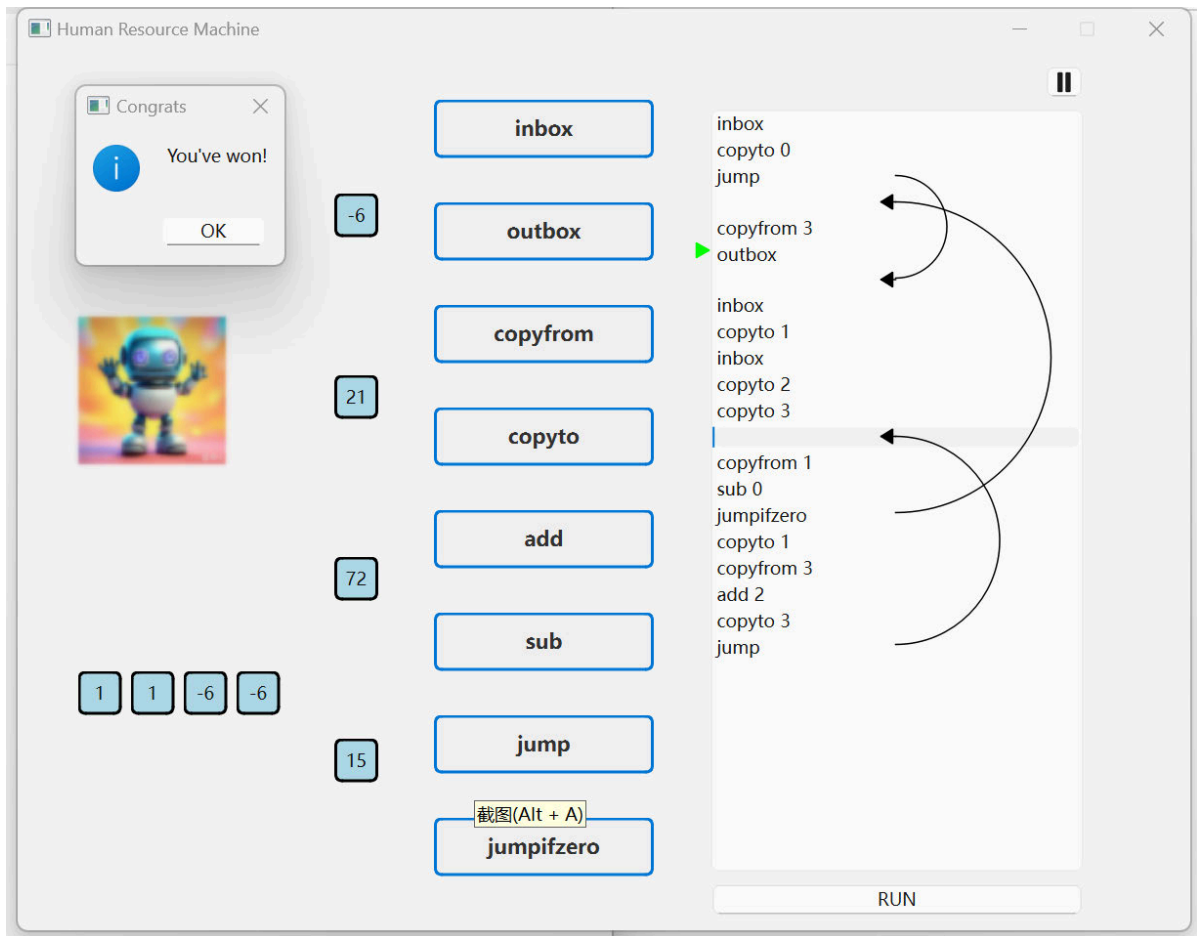 Human Resource Machine
Congrats
You've won!
OK
-6
21
72
15
1 1 -6 -6
inbox
outbox
copyfrom
copyto
add
sub
jump
截图(Alt + A)
jumpifzero
inbox
copyto 0
jump
copyfrom 3
outbox
inbox
copyto 1
inbox
copyto 2
copyto 3
copyfrom 1
sub 0
jumpifzero
copyto 1
copyfrom 3
add 2
copyto 3
jump
RUN